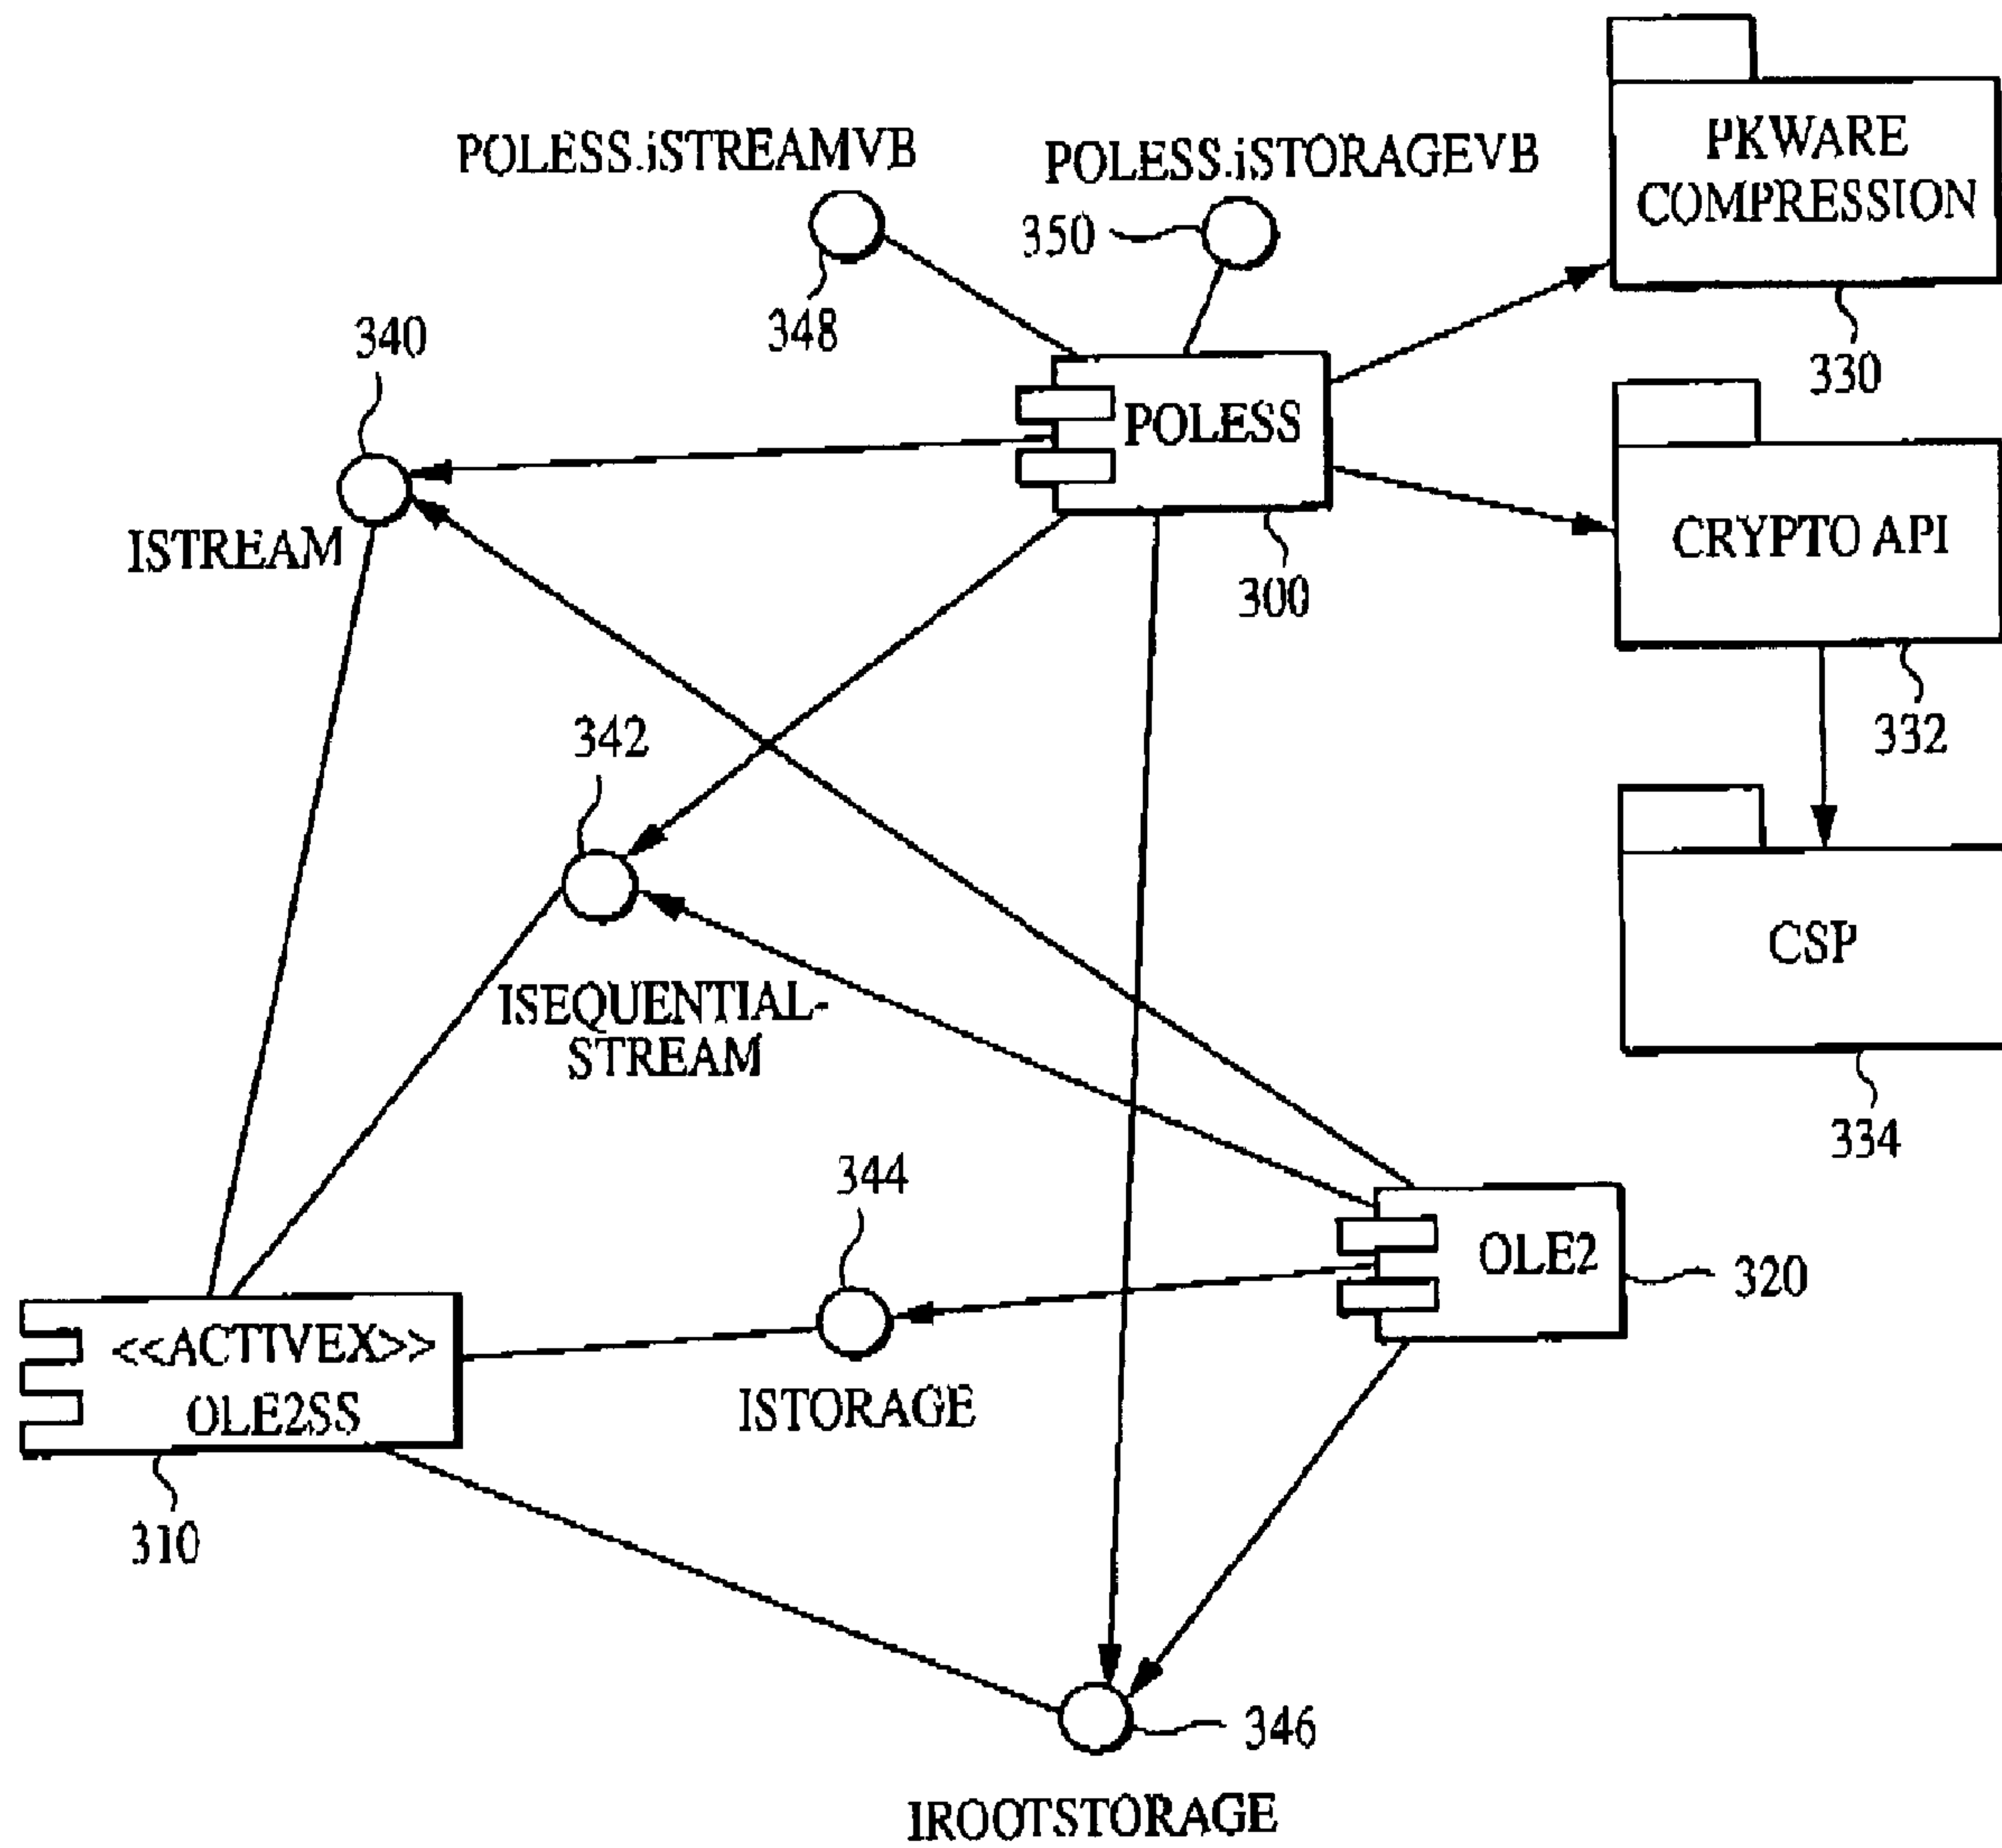 PKWARE
COMPRESSION
330
POLESS.iSTREAMVB
348
POLESS.iSTORAGEVB
350
340
ISTREAM
POLESS
300
CRYPTO API
332
342
ISEQUENTIAL-
STREAM
CSP
334
344
ISTORAGE
OLE2
320
<<ACTIVEX>>
OLE2SS
310
346
IROOTSTORAGE